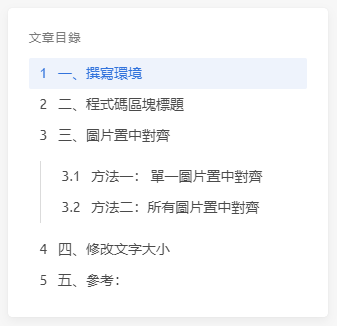 文章目錄
1 一、撰寫環境
2 二、程式碼區塊標題
3 三、圖片置中對齊
3.1 方法一： 單一圖片置中對齊
3.2 方法二：所有圖片置中對齊
4 四、修改文字大小
5 五、參考：